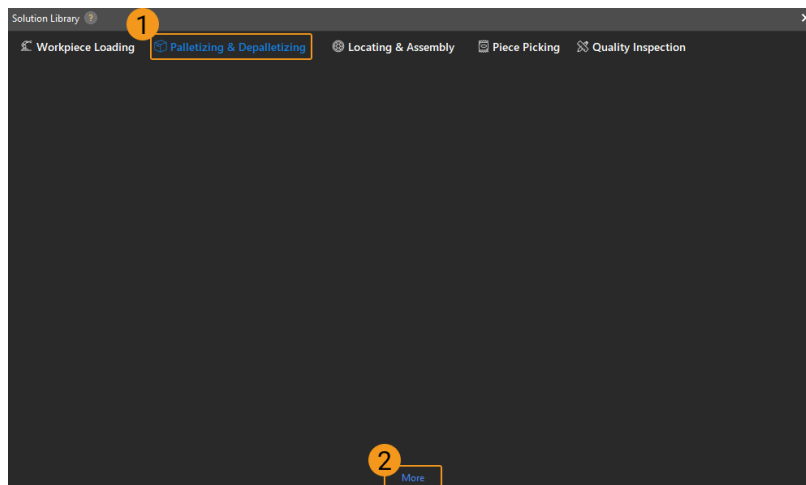 Solution Library ?
1
Workpiece Loading Palletizing & Depalletizing Locating & Assembly Piece Picking Quality Inspection
2
More